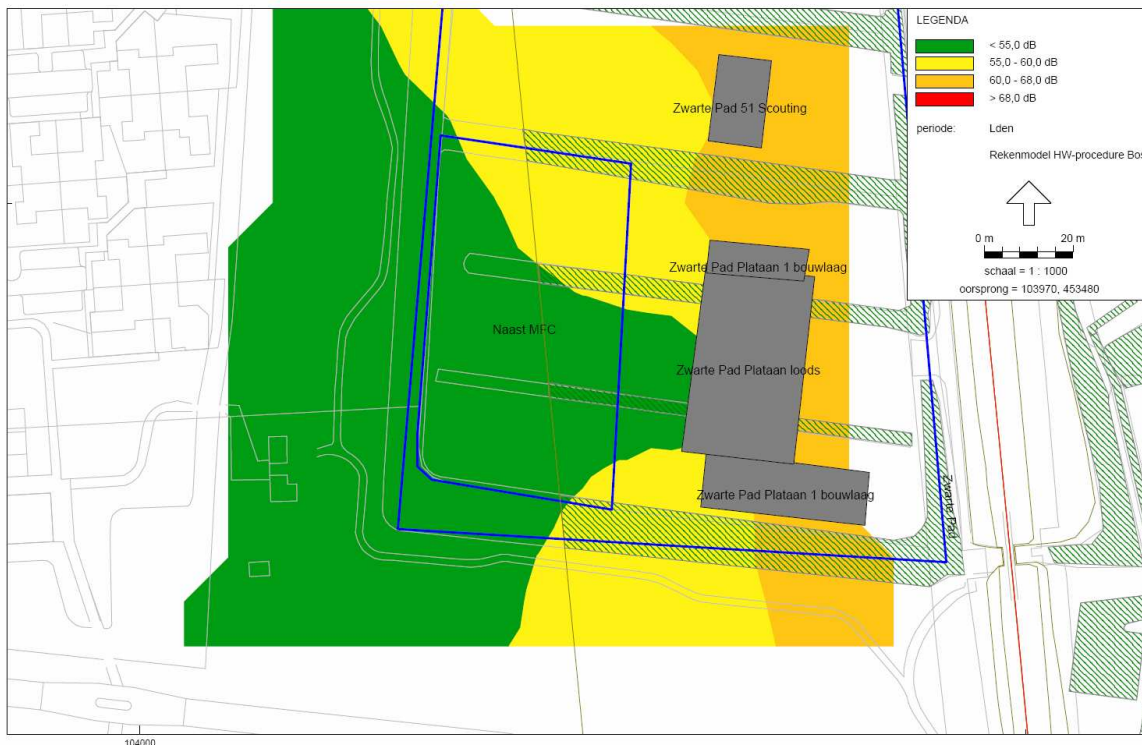 LEGENDA
< 55,0 dB
55,0 - 60,0 dB
60,0 - 68,0 dB
> 68,0 dB
periode: Lden
Rekenmodel HW-procedure Bos
0 m 20 m
schaal = 1 : 1000
oorsprong = 103970, 453480
Zwarte Pad 51 Scouting
Zwarte Pad Plataan 1 bouwlaag
Naast MFC
Zwarte Pad Plataan loods
Zwarte Pad Plataan 1 bouwlaag
Zwarte Pad
104000